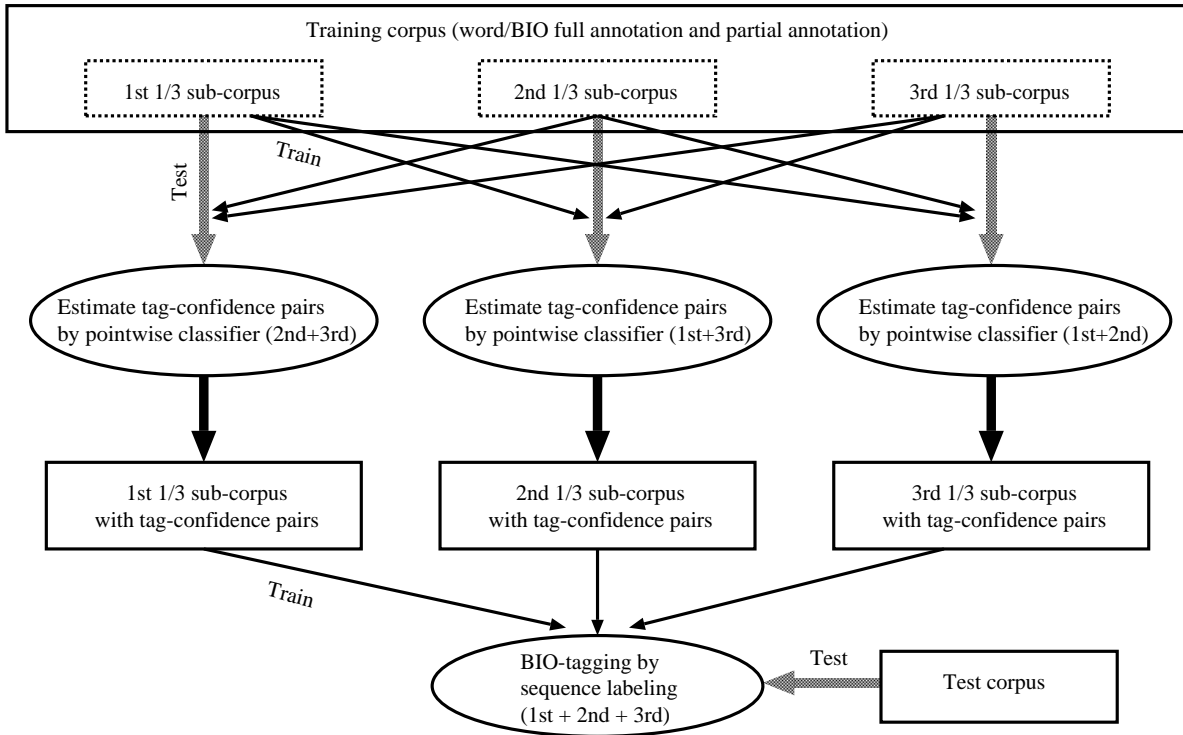 Training corpus (word/BIO full annotation and partial annotation)
1st 1/3 sub-corpus
2nd 1/3 sub-corpus
3rd 1/3 sub-corpus
Test
Train
Estimate tag-confidence pairs
by pointwise classifier (2nd+3rd)
Estimate tag-confidence pairs
by pointwise classifier (1st+3rd)
Estimate tag-confidence pairs
by pointwise classifier (1st+2nd)
1st 1/3 sub-corpus
with tag-confidence pairs
2nd 1/3 sub-corpus
with tag-confidence pairs
3rd 1/3 sub-corpus
with tag-confidence pairs
Train
BIO-tagging by
sequence labeling
(1st + 2nd + 3rd)
Test
Test corpus